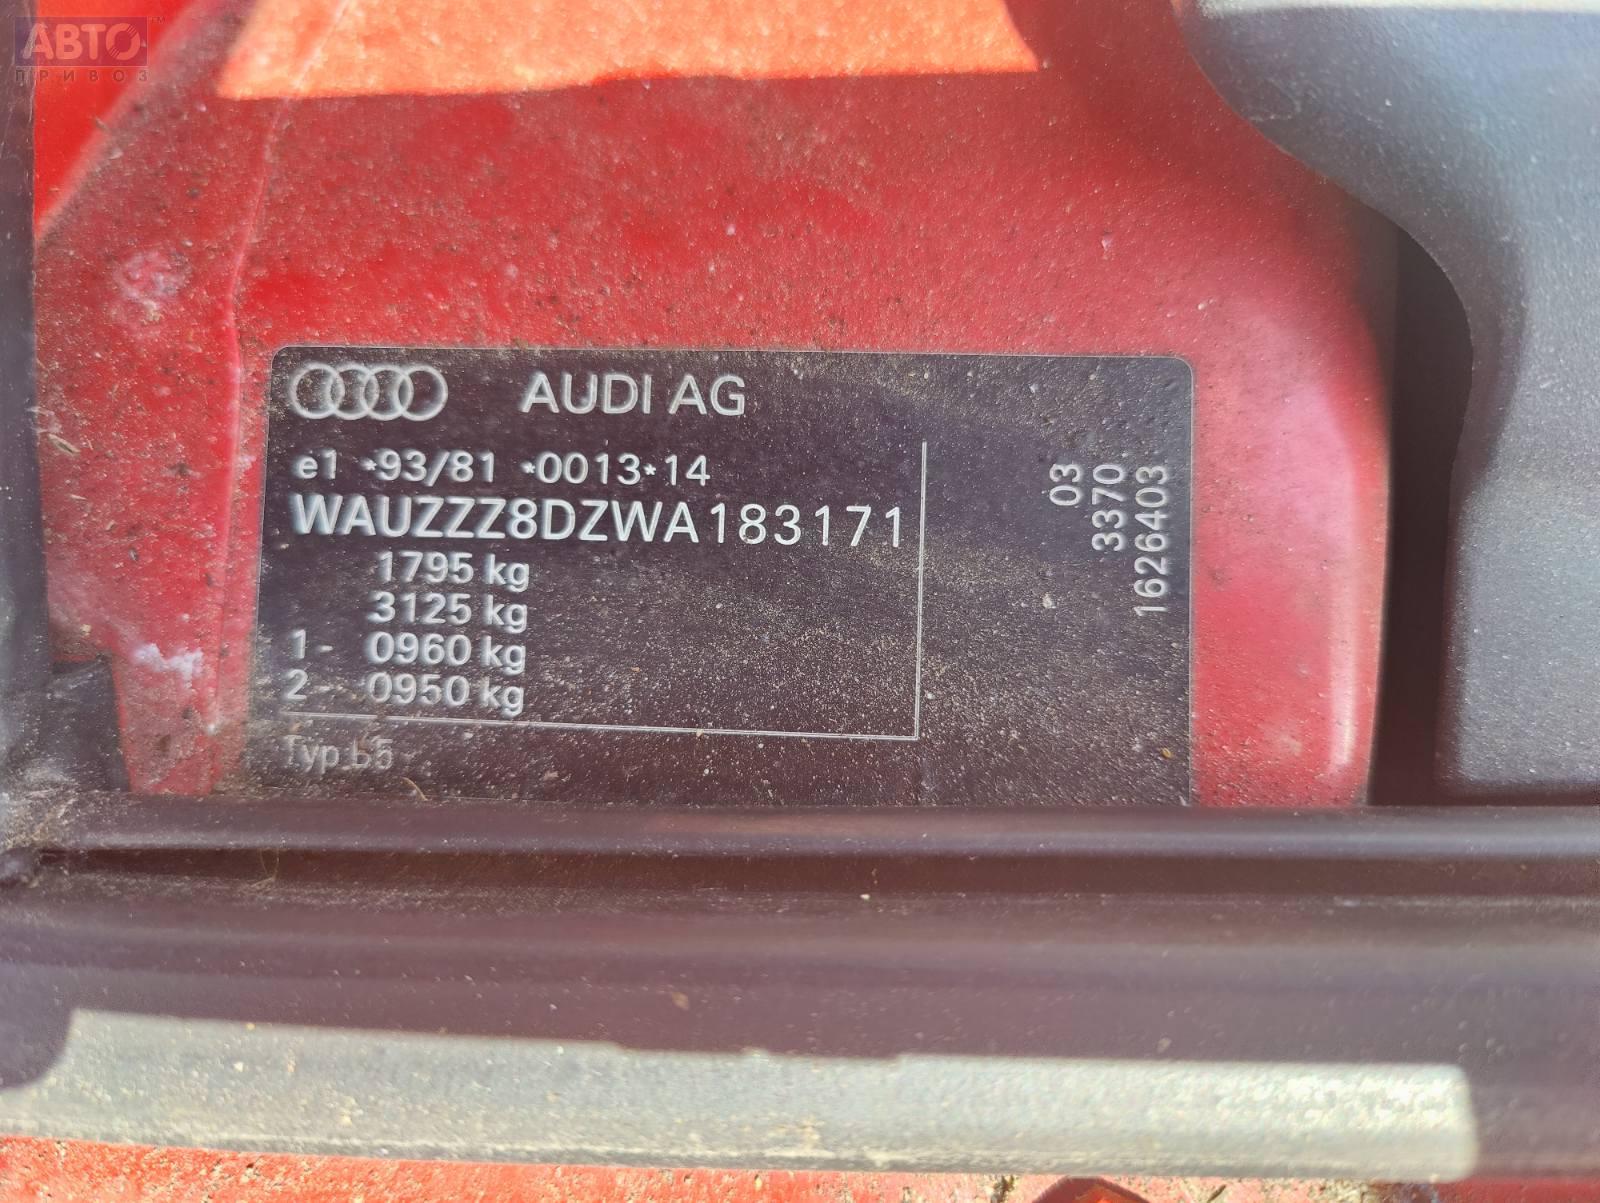 АВТО
ПРИВОЗ
AUDI AG
e1 *93/81 *0013*14
WAUZZZ8DZWA183171
1795 kg
3125 kg
1- 0960 kg
2- 0950 kg
Typ b5
03
3370
1626403